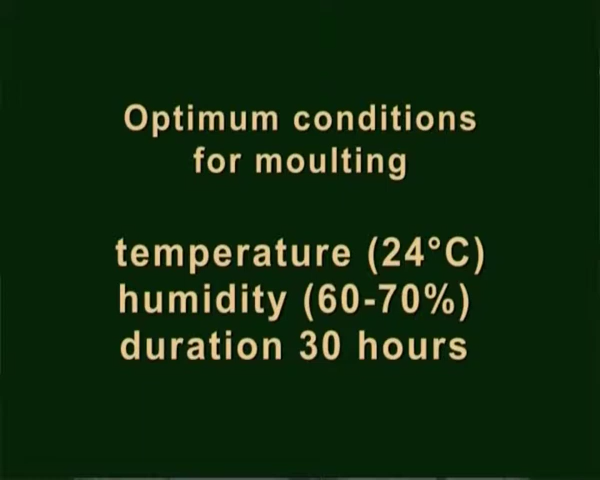 Optimum conditions
for moulting
temperature (24°C)
humidity (60-70%)
duration 30 hours